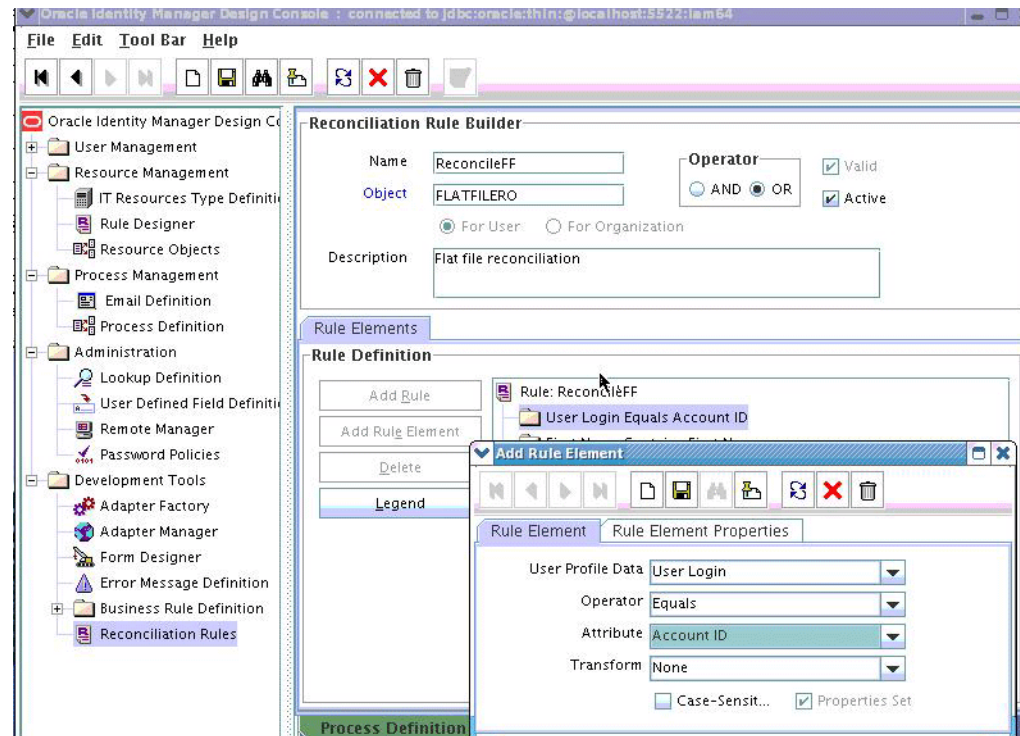 Oracle Identity Manager Design Console : connected to jdbc:oracle:thin:@localhost:5522:iam64
File Edit Tool Bar Help
Oracle Identity Manager Design Co
User Management
Resource Management
IT Resources Type Definiti
Rule Designer
Resource Objects
Process Management
Email Definition
Process Definition
Administration
Lookup Definition
User Defined Field Definiti
Remote Manager
Password Policies
Development Tools
Adapter Factory
Adapter Manager
Form Designer
Error Message Definition
Business Rule Definition
Reconciliation Rules
Reconciliation Rule Builder
Name ReconcileFF
Object FLATFILERO
Operator
AND OR
Valid
Active
For User For Organization
Description Flat file reconciliation
Rule Elements
Rule Definition
Add Rule
Add Rule Element
Delete
Legend
Rule: ReconcileFF
User Login Equals Account ID
Add Rule Element
Rule Element Rule Element Properties
User Profile Data User Login
Operator Equals
Attribute Account ID
Transform None
Case-Sensit... Properties Set
Process Definition